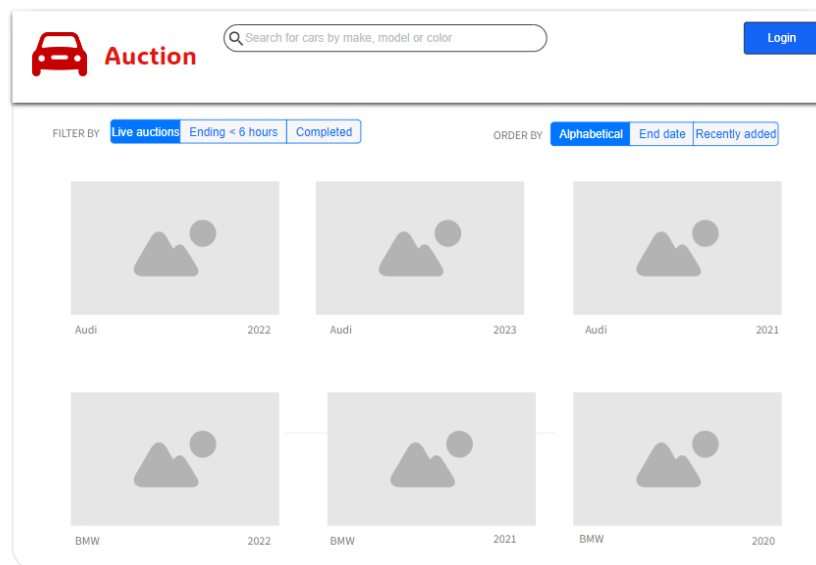 Auction
Search for cars by make, model or color
Login
FILTER BY Live auctions Ending < 6 hours Completed
ORDER BY Alphabetical End date Recently added
Audi 2022
Audi 2023
Audi 2021
BMW 2022
BMW 2021
BMW 2020